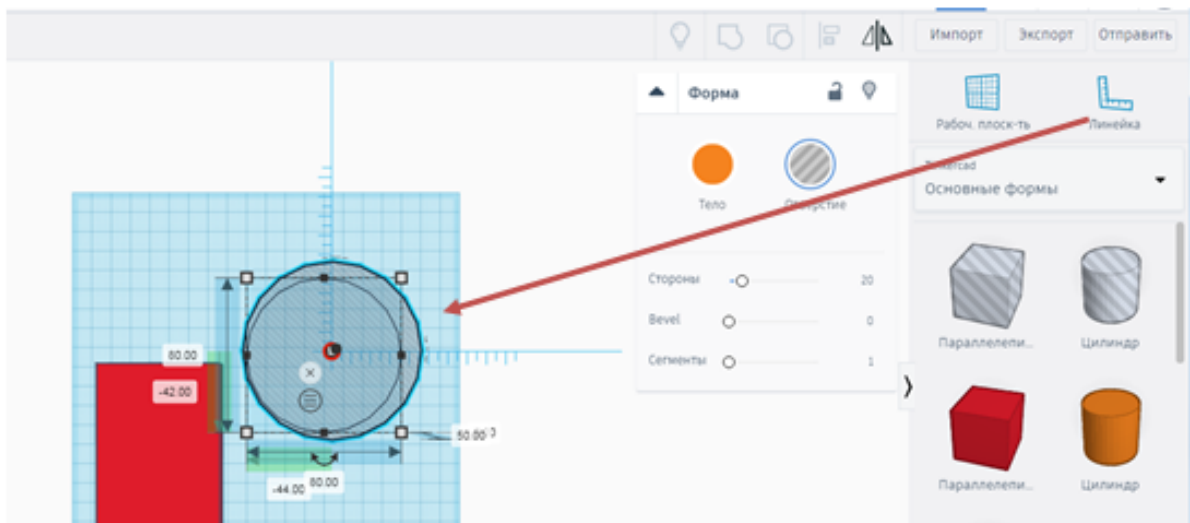 Импорт
Экспорт
Отправить
Форма
Рабоч. плоск-ть
Линейка
Tinkercad
Основные формы
Тело
Отверстие
Стороны 20
Bevel 0
Сегменты 1
Параллелепи...
Цилиндр
Параллелепи...
Цилиндр
80.00
-42.00
50.00
-44.00
80.00